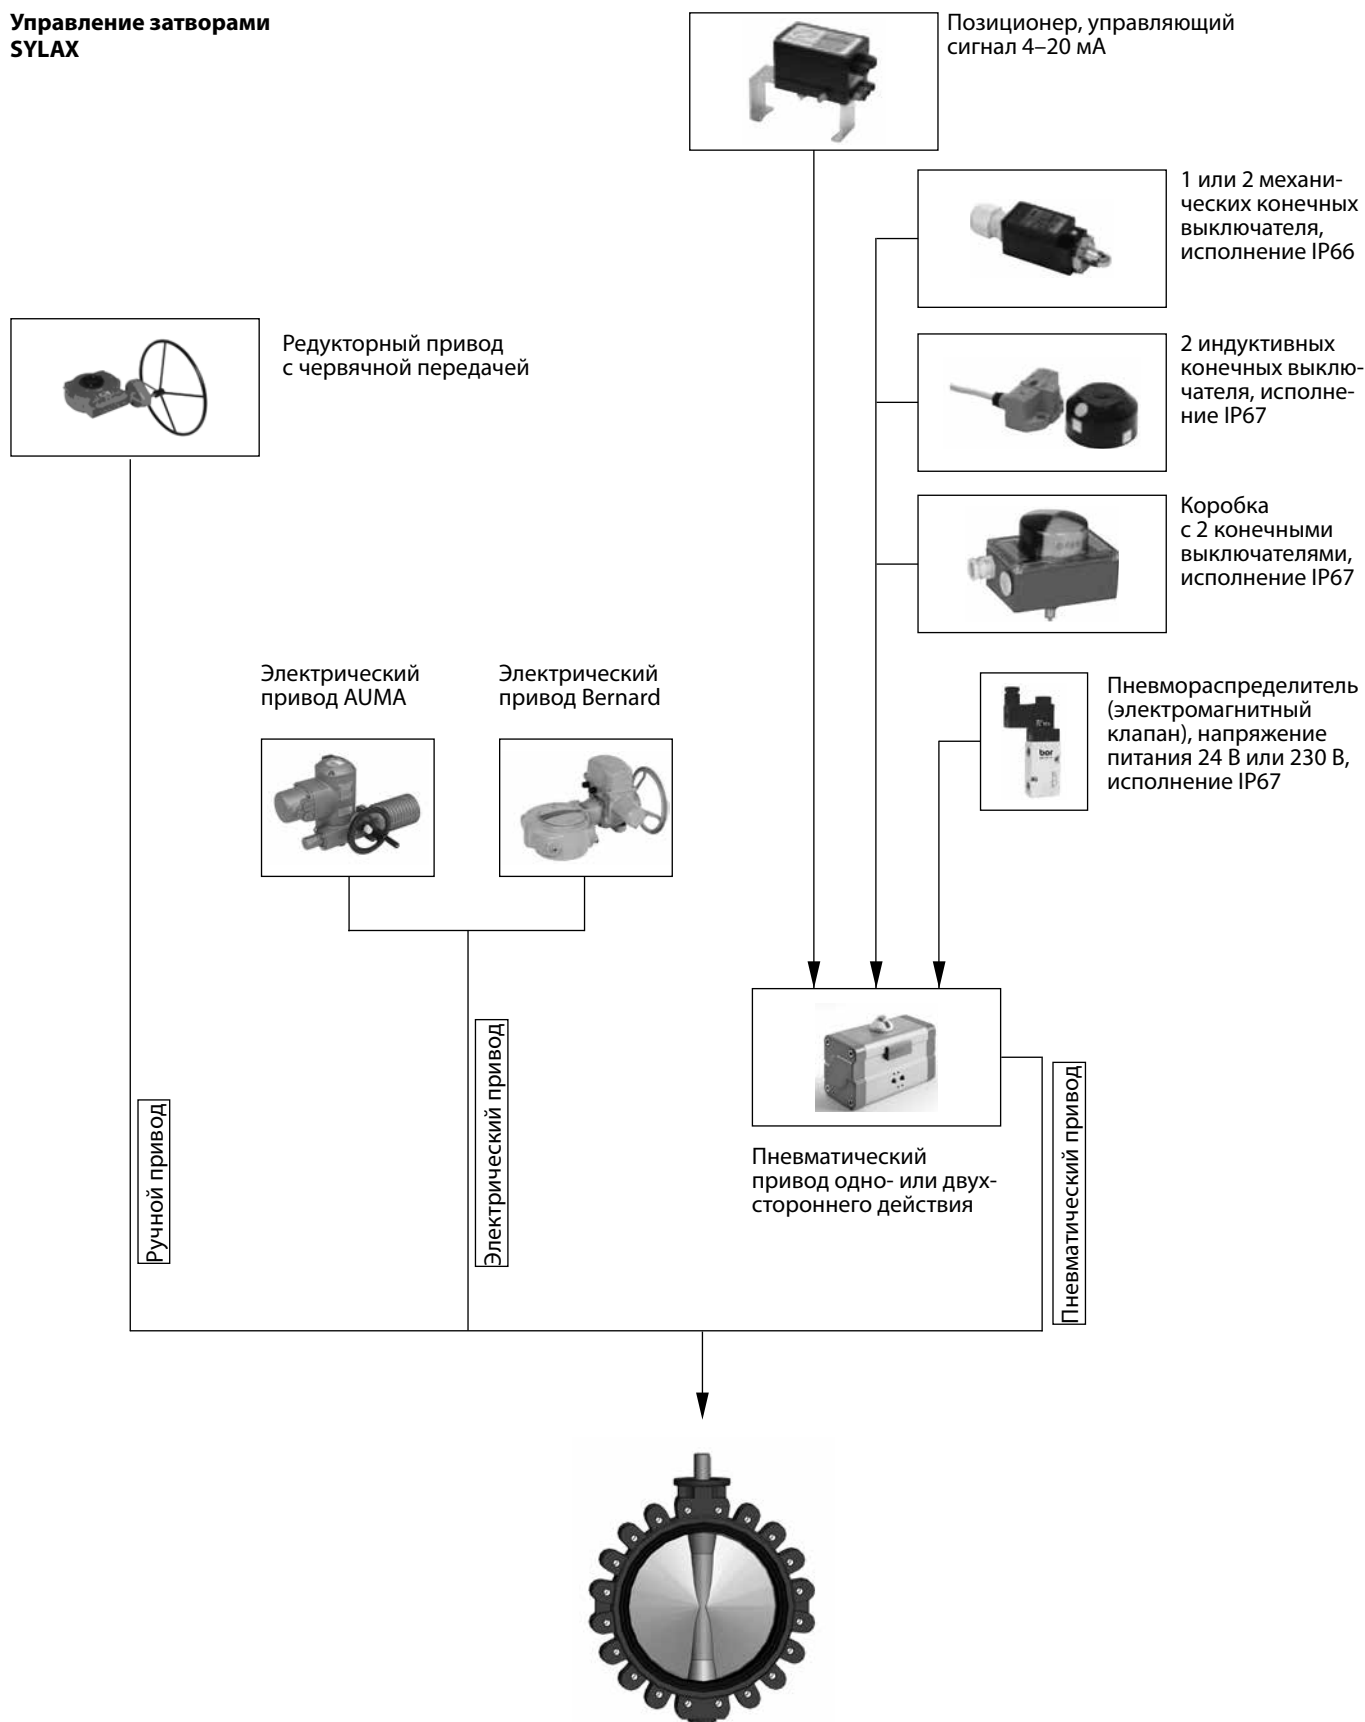 Управление затворами
SYLAX
Позиционер, управляющий
сигнал 4–20 мА
1 или 2 механи-
ческих конечных
выключателя,
исполнение IP66
Редукторный привод
с червячной передачей
2 индуктивных
конечных выклю-
чателя, исполне-
ние IP67
Коробка
с 2 конечными
выключателями,
исполнение IP67
Электрический
привод AUMA
Электрический
привод Bernard
Пневмораспределитель
(электромагнитный
клапан), напряжение
питания 24 В или 230 В,
исполнение IP67
bar
Ручной привод
Электрический привод
Пневматический привод
Пневматический
привод одно- или двух-
стороннего действия